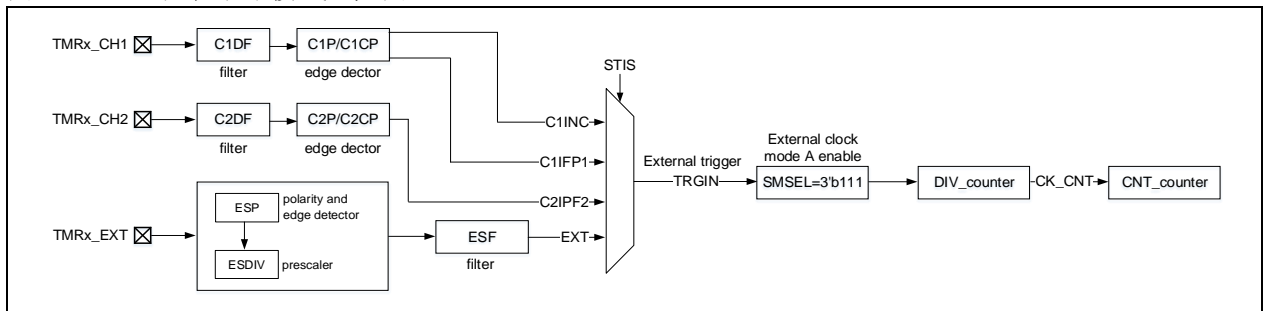 TMRx_CH1
C1DF
filter
C1P/C1CP
edge dector
TMRx_CH2
C2DF
filter
C2P/C2CP
edge dector
TMRx_EXT
ESP
polarity and
edge detector
ESDIV
prescaler
ESF
filter
STIS
C1INC
C1IFP1
C2IPF2
EXT
External trigger
TRGIN
External clock
mode A enable
SMSEL=3'b111
DIV_counter
CK_CNT
CNT_counter